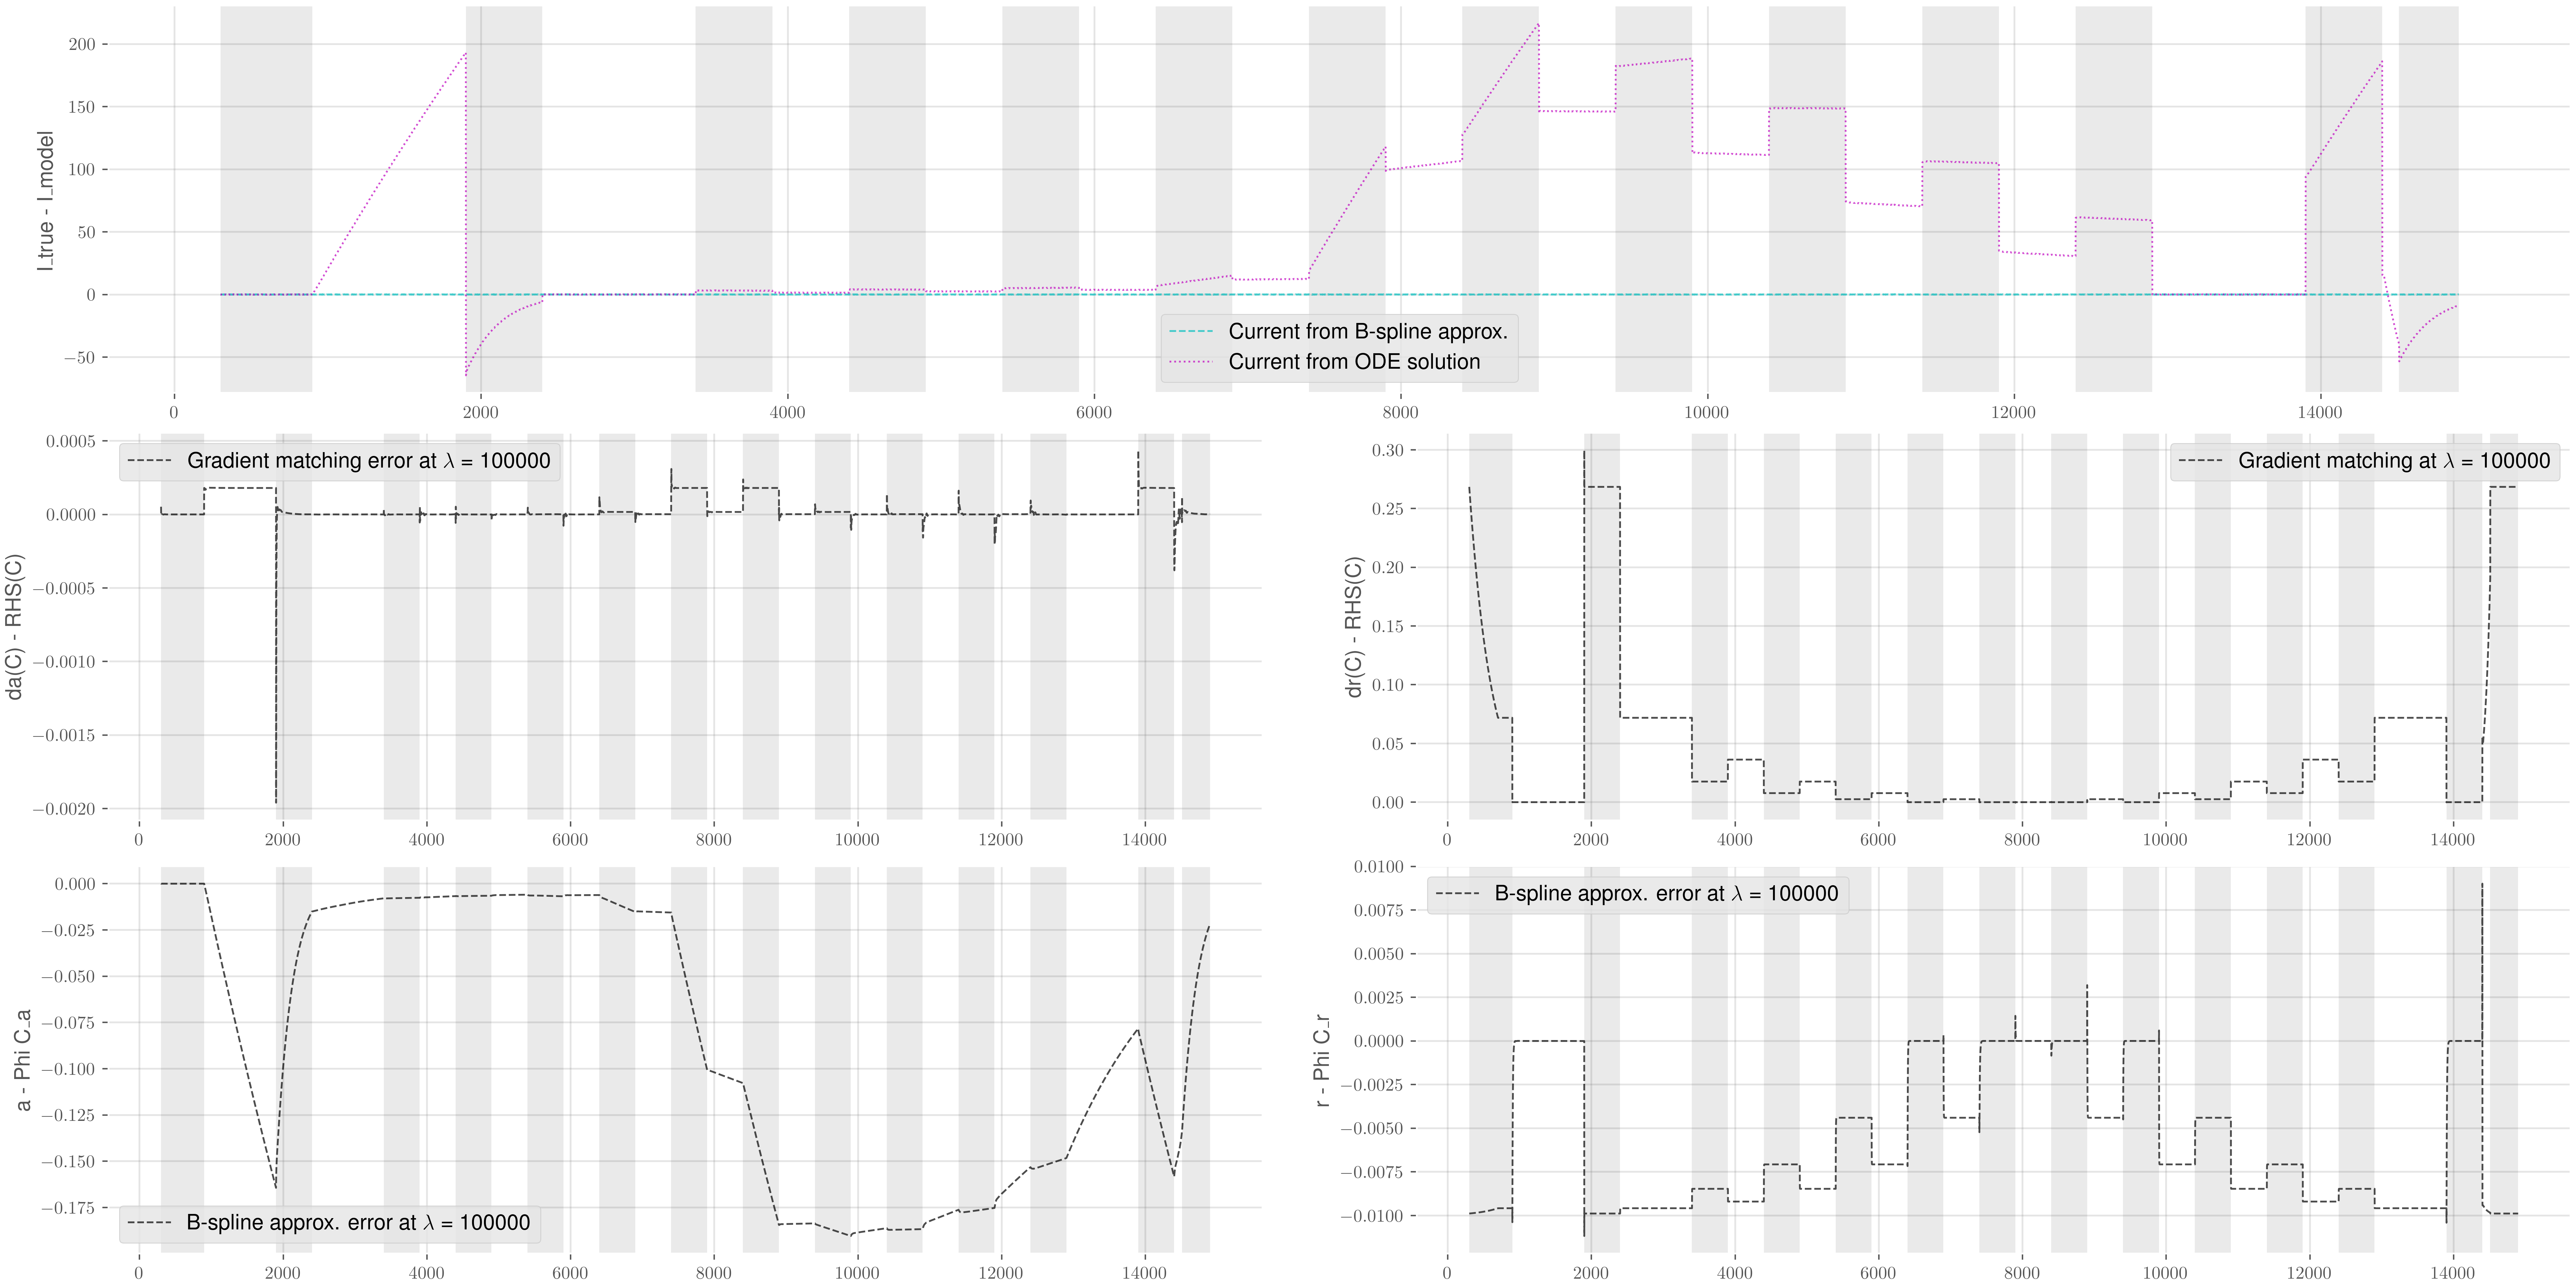 200
150
100
50
0
−50
I_true - I_model
Current from B-spline approx.
Current from ODE solution
0 2000 4000 6000 8000 10000 12000 14000
0.0005
0.0000
−0.0005
−0.0010
−0.0015
−0.0020
da(C) - RHS(C)
Gradient matching error at λ = 100000
0 2000 4000 6000 8000 10000 12000 14000
0.30
0.25
0.20
0.15
0.10
0.05
0.00
dr(C) - RHS(C)
Gradient matching at λ = 100000
0 2000 4000 6000 8000 10000 12000 14000
0.000
−0.025
−0.050
−0.075
−0.100
−0.125
−0.150
−0.175
a - Phi C_a
B-spline approx. error at λ = 100000
0 2000 4000 6000 8000 10000 12000 14000
0.0100
0.0075
0.0050
0.0025
0.0000
−0.0025
−0.0050
−0.0075
−0.0100
r - Phi C_r
B-spline approx. error at λ = 100000
0 2000 4000 6000 8000 10000 12000 14000